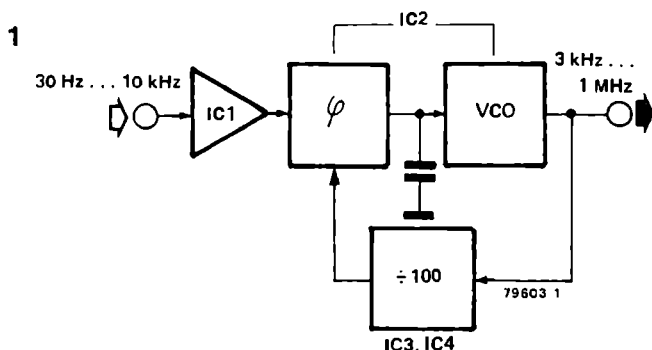 1
IC2
30 Hz ... 10 kHz
3 kHz ...
1 MHz
IC1
φ
VCO
÷100
79603 1
IC3, IC4